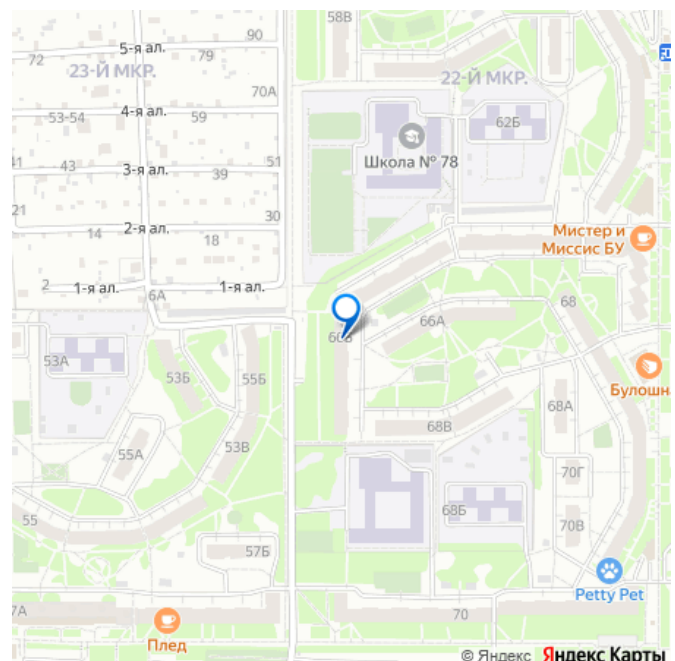 58В
5-я ал.
90
72
79
23-Й МКР.
22-Й МКР.
70А
4-я ал.
53-54
59
62Б
Школа № 78
41
43
3-я ал.
39
51
21
30
14
2-я ал.
18
Мистер и
Миссис БУ
2
1-я ал.
6А
1-я ал.
68
66А
53А
53Б
55Б
Булошн
68А
68В
53В
55А
70Г
68Б
55
70В
57Б
Petty Pet
7А
70
Плед
© Яндекс Яндекс Карты